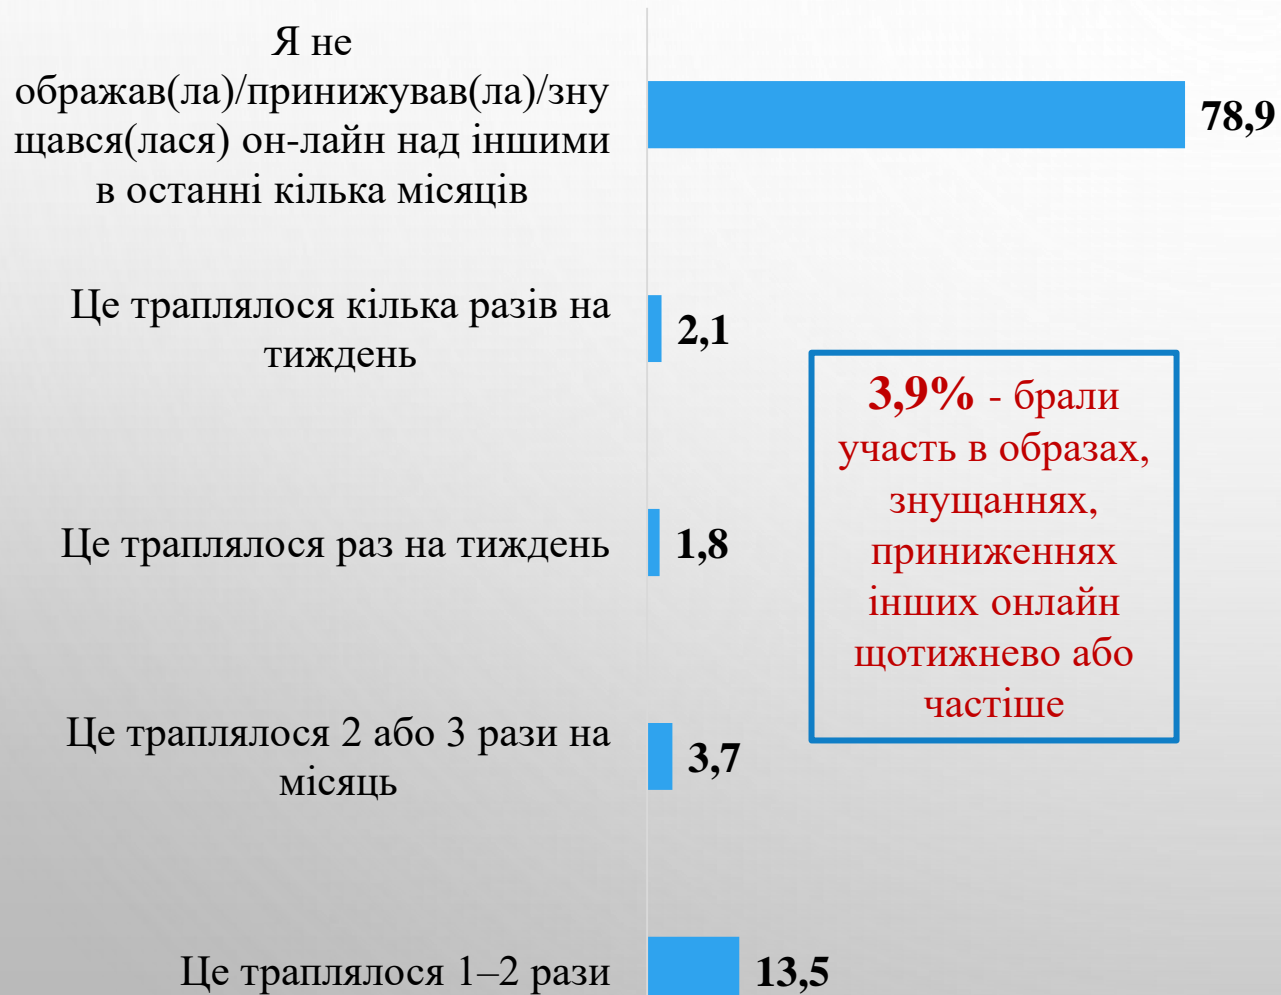 Я не
ображав(ла)/принижував(ла)/зну
щався(лася) он-лайн над іншими
в останні кілька місяців
78,9
Це траплялося кілька разів на
тиждень
2,1
Це траплялося раз на тиждень
1,8
Це траплялося 2 або 3 рази на
місяць
3,7
Це траплялося 1–2 рази
13,5
3,9% - брали
участь в образах,
знущаннях,
приниженнях
інших онлайн
щотижнево або
частіше